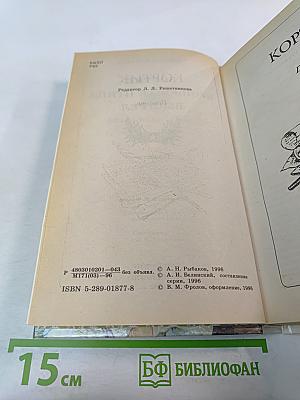 Редактор Л. Л. Решетникова
КОР
Р 4803010201—043
М171(03)—96 без объявл.
© А. Н. Рыбаков, 1996
© А. И. Белинский, составление серии, 1996
© В. М. Фролов, оформление, 1996
ISBN 5-289-01877-8
15 см
БФ БИБЛИОФАН